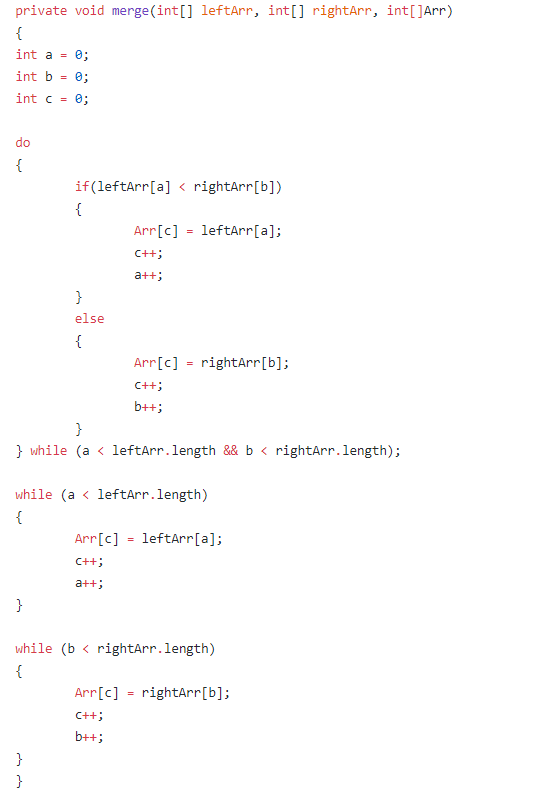 private void merge(int[] leftArr, int[] rightArr, int[]Arr)
{
int a = 0;
int b = 0;
int c = 0;

do
{
        if(leftArr[a] < rightArr[b])
        {
                Arr[c] = leftArr[a];
                c++;
                a++;
        }
        else
        {
                Arr[c] = rightArr[b];
                c++;
                b++;
        }
} while (a < leftArr.length && b < rightArr.length);

while (a < leftArr.length)
{
        Arr[c] = leftArr[a];
        c++;
        a++;
}

while (b < rightArr.length)
{
        Arr[c] = rightArr[b];
        c++;
        b++;
}
}